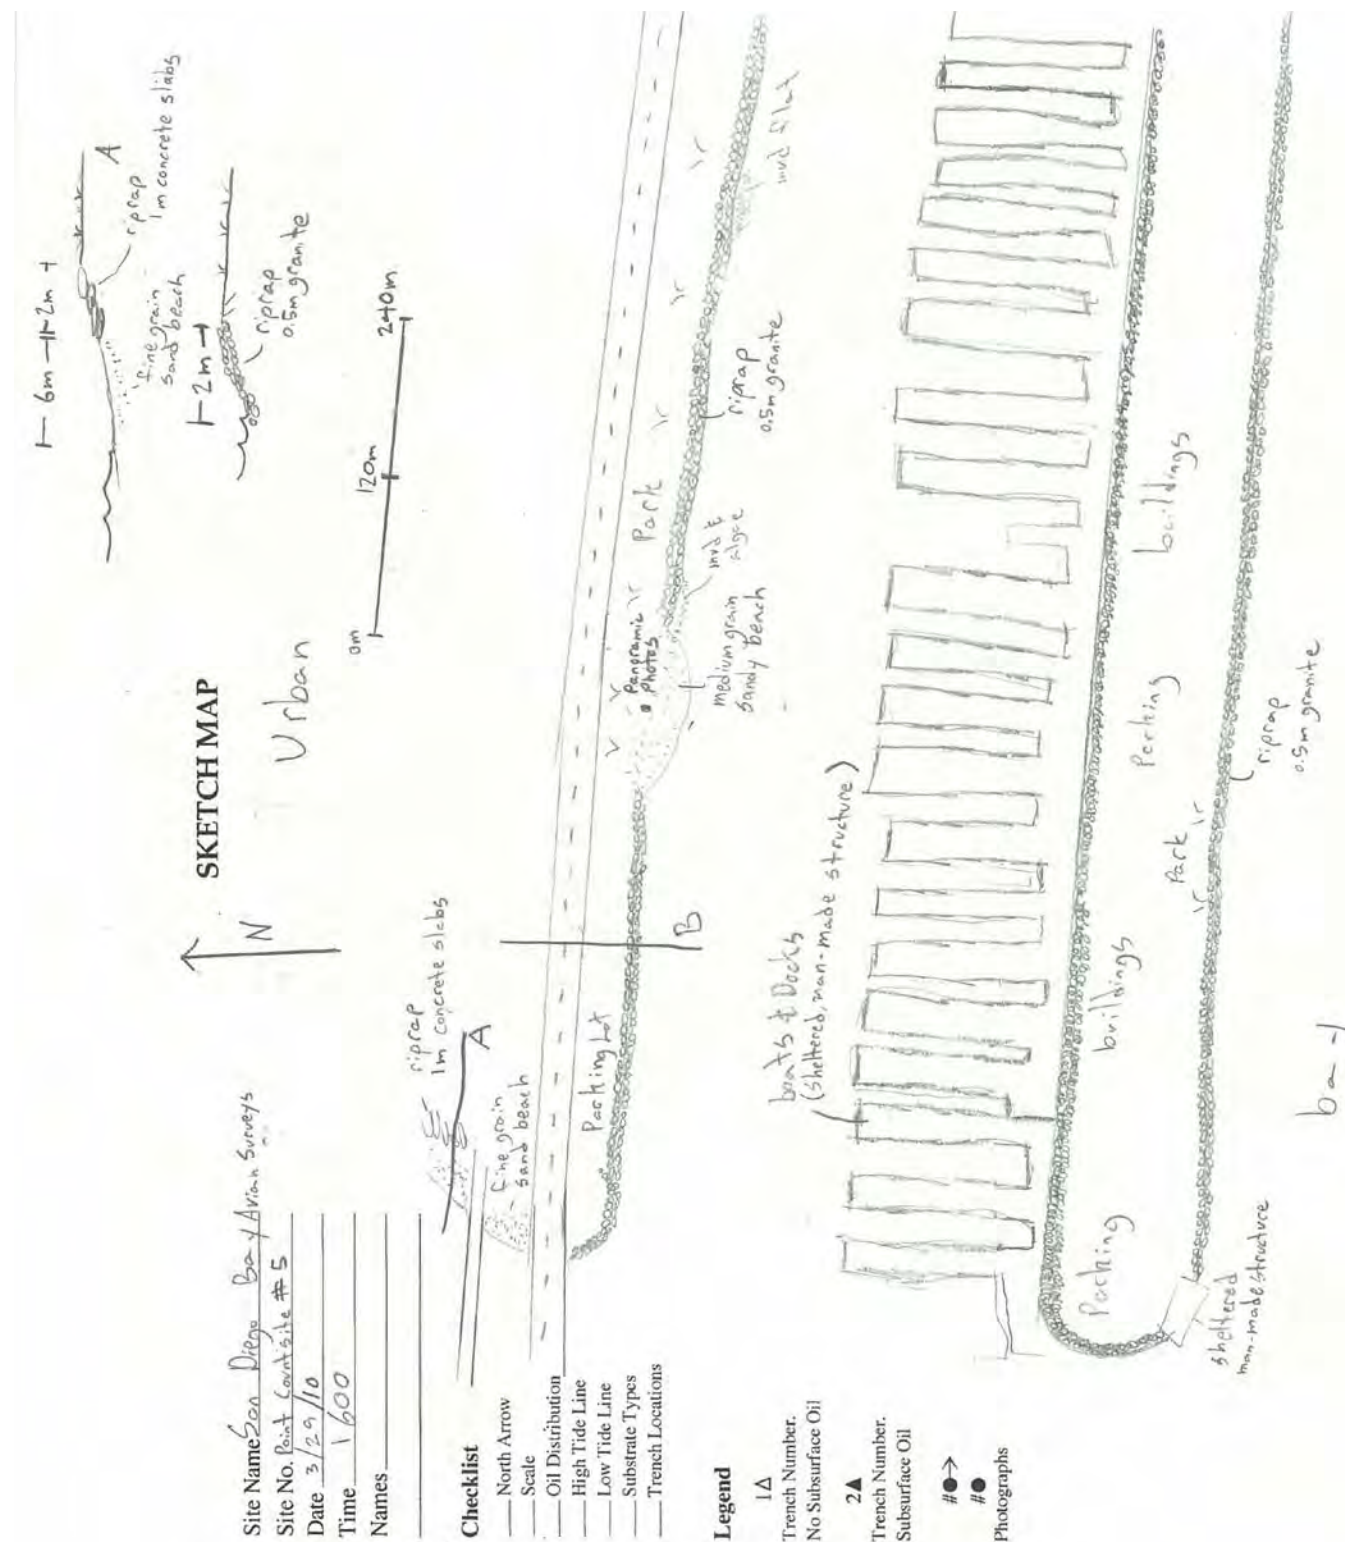 SKETCH MAP
Urban
N
Site Name San Diego Bay Avian Surveys
Site No. Point Count site #5
Date 3/29/10
Time 1600
Names
Checklist
North Arrow
Scale
Oil Distribution
High Tide Line
Low Tide Line
Substrate Types
Trench Locations
Legend
1Δ
Trench Number.
No Subsurface Oil
2▲
Trench Number.
Subsurface Oil
#●→
#●
Photographs
6m
2m
A
riprap
1m concrete slabs
fine grain
sand beach
2m
riprap
0.5m granite
0m
120m
240m
riprap
1m concrete slabs
A
fine grain
sand beach
Parking Lot
B
Panoramic
Photos
Park
medium grain
sandy beach
mud &
algae
riprap
0.5m granite
mud flat
boats & Docks
(sheltered, man-made structure)
Parking
buildings
Parking
buildings
Park
riprap
0.5m granite
sheltered
man-made structure
bay